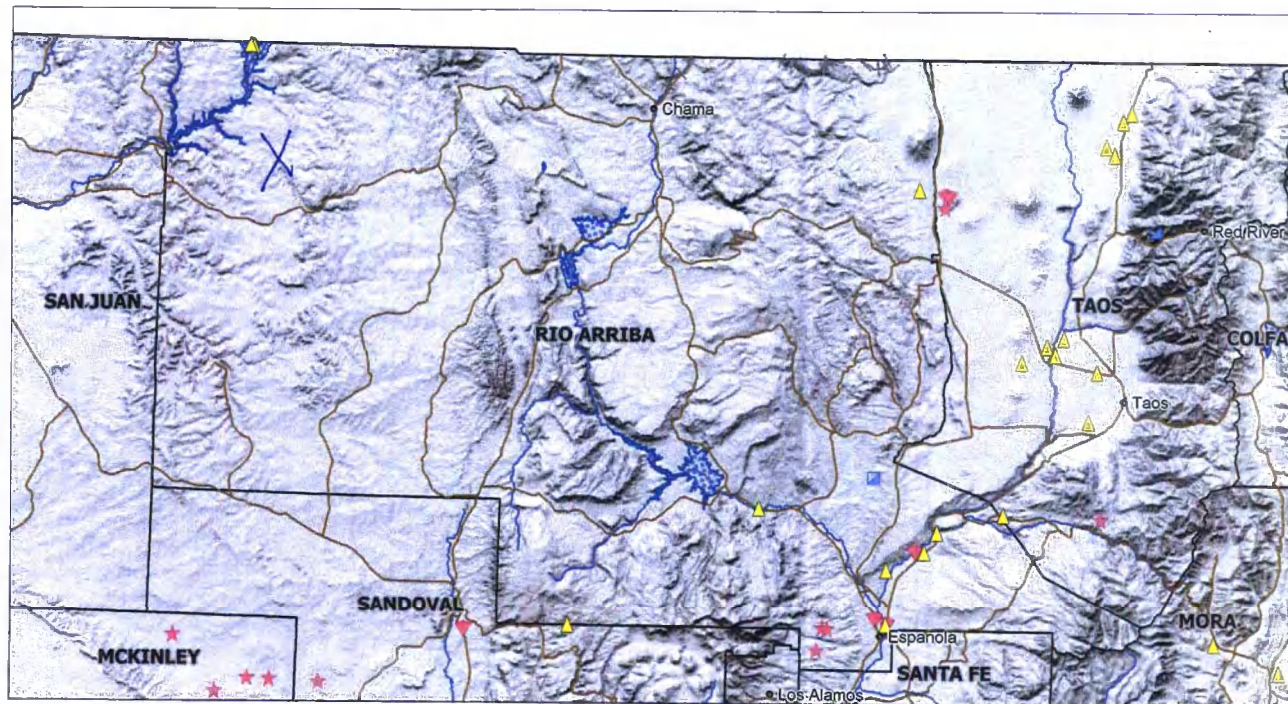 Chama
Red River
SAN JUAN
TAOS
RIO ARRIBA
COLFA
Taos
SANDOVAL
MORA
MCKINLEY
Espanola
SANTA FE
Los Alamos